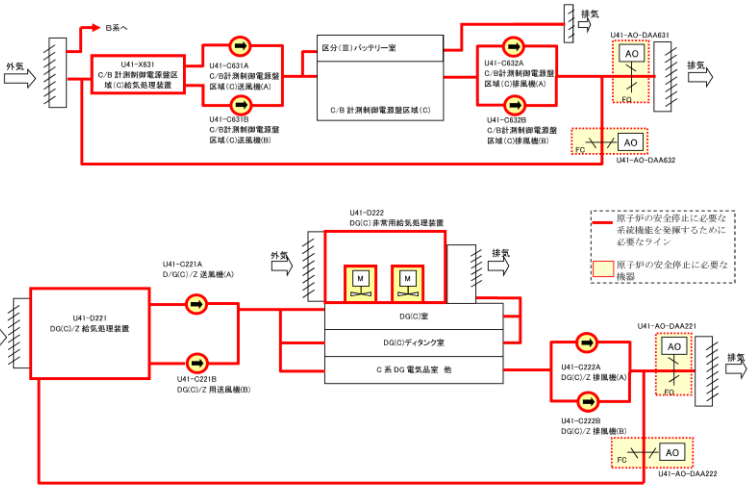 B系へ
外気
U41-X631
C/B 計測制御電源盤区
域(C)給気処理装置
U41-C631A
C/B計測制御電源盤
区域(C)送風機(A)
U41-C631B
C/B計測制御電源盤
区域(C)送風機(B)
区分(Ⅲ)バッテリー室
C/B計測制御電源盤区域(C)
排気
U41-C632A
C/B計測制御電源盤
区域(C)排風機(A)
U41-C632B
C/B計測制御電源盤
区域(C)排風機(B)
U41-AO-DAA631
AO
FO
排気
FC
AO
U41-AO-DAA632
U41-D222
DG(C)非常用給気処理装置
外気
M
M
排気
原子炉の安全停止に必要な
系統機能を発揮するために
必要なライン
原子炉の安全停止に必要な
機器
U41-D221
DG(C)/Z 給気処理装置
U41-C221A
D/G(C)/Z 送風機(A)
U41-C221B
DG(C)/Z 用送風機(B)
DG(C)室
DG(C)ディタンク室
C系DG電気品室 他
U41-C222A
DG(C)/Z 排風機(A)
U41-C222B
DG(C)/Z 排風機(B)
U41-AO-DAA221
AO
FO
排気
FC
AO
U41-AO-DAA222